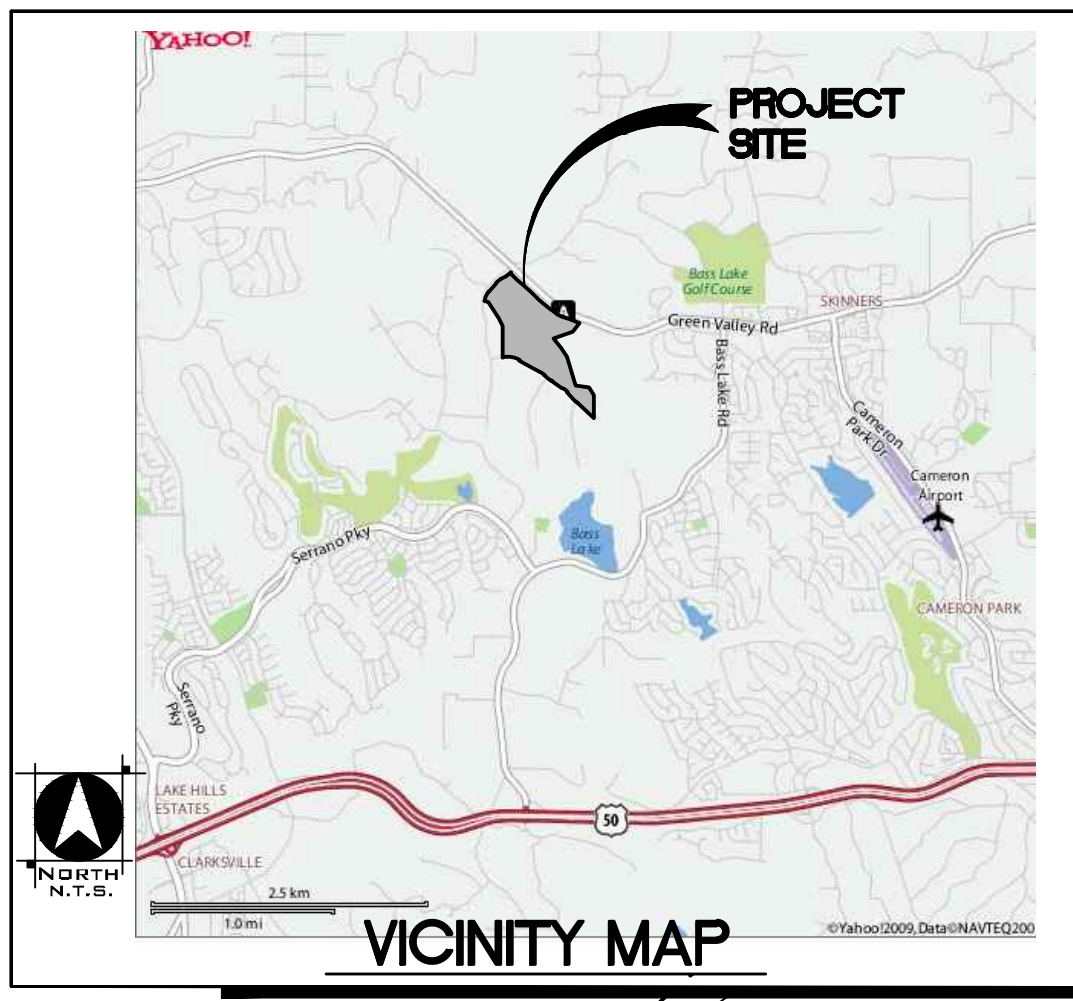 YAHOO!
PROJECT
SITE
Bass Lake
Golf Course
SKINNERS
A
Green Valley Rd
Bass Lake Rd
Cameron
Park Dr
Cameron
Airport
Serrano Pky
Bass
Lake
CAMERON PARK
Serrano
Pky
LAKE HILLS
ESTATES
50
CLARKSVILLE
NORTH
N.T.S.
2.5 km
1.0 mi
VICINITY MAP
©Yahoo!2009, Data©NAVTEQ200